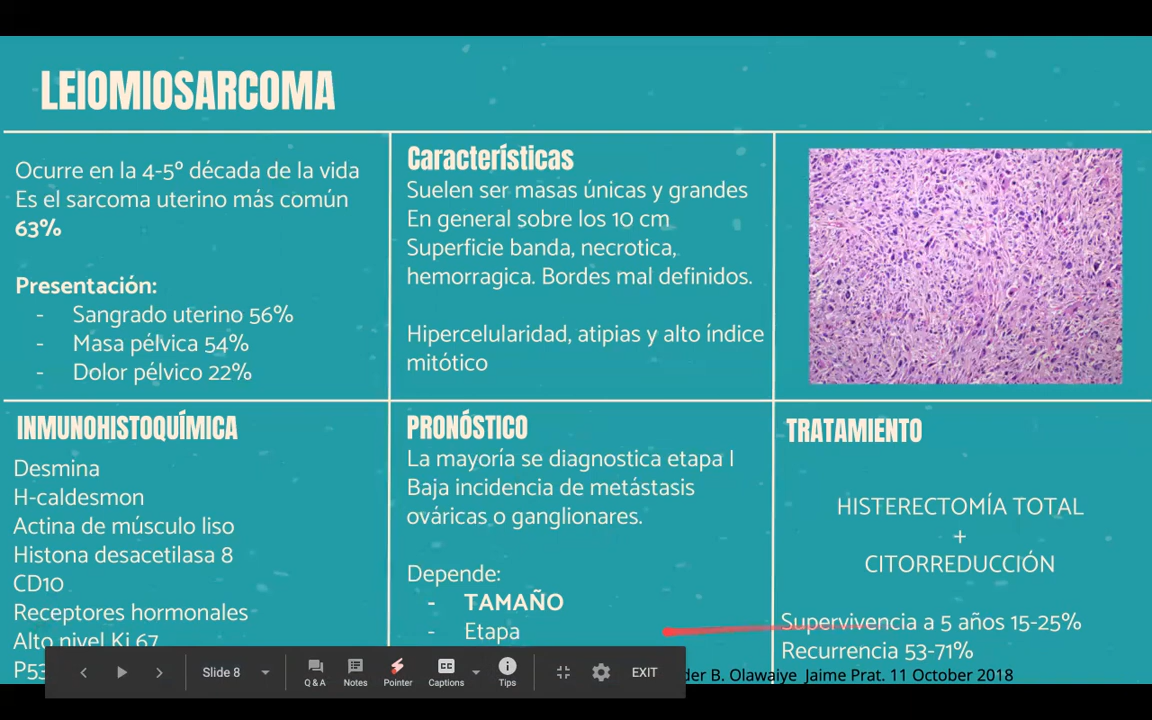 LEIOMIOSARCOMA
Ocurre en la 4-5º década de la vida
Es el sarcoma uterino más común
63%
Presentación:
- Sangrado uterino 56%
- Masa pélvica 54%
- Dolor pélvico 22%
Características
Suelen ser masas únicas y grandes
En general sobre los 10 cm
Superficie banda, necrotica,
hemorragica. Bordes mal definidos.
Hipercelularidad, atipias y alto índice
mitótico
INMUNOHISTOQUÍMICA
Desmina
H-caldesmon
Actina de músculo liso
Histona desacetilasa 8
CD10
Receptores hormonales
Alto nivel Ki 67
P53
PRONÓSTICO
La mayoría se diagnostica etapa I
Baja incidencia de metástasis
ováricas o ganglionares.
Depende:
- TAMAÑO
- Etapa
TRATAMIENTO
HISTERECTOMÍA TOTAL
+
CITORREDUCCIÓN
Supervivencia a 5 años 15-25%
Recurrencia 53-71%
der B. Olawaiye Jaime Prat. 11 October 2018
Slide 8
Q & A
Notes
Pointer
Captions
Tips
EXIT